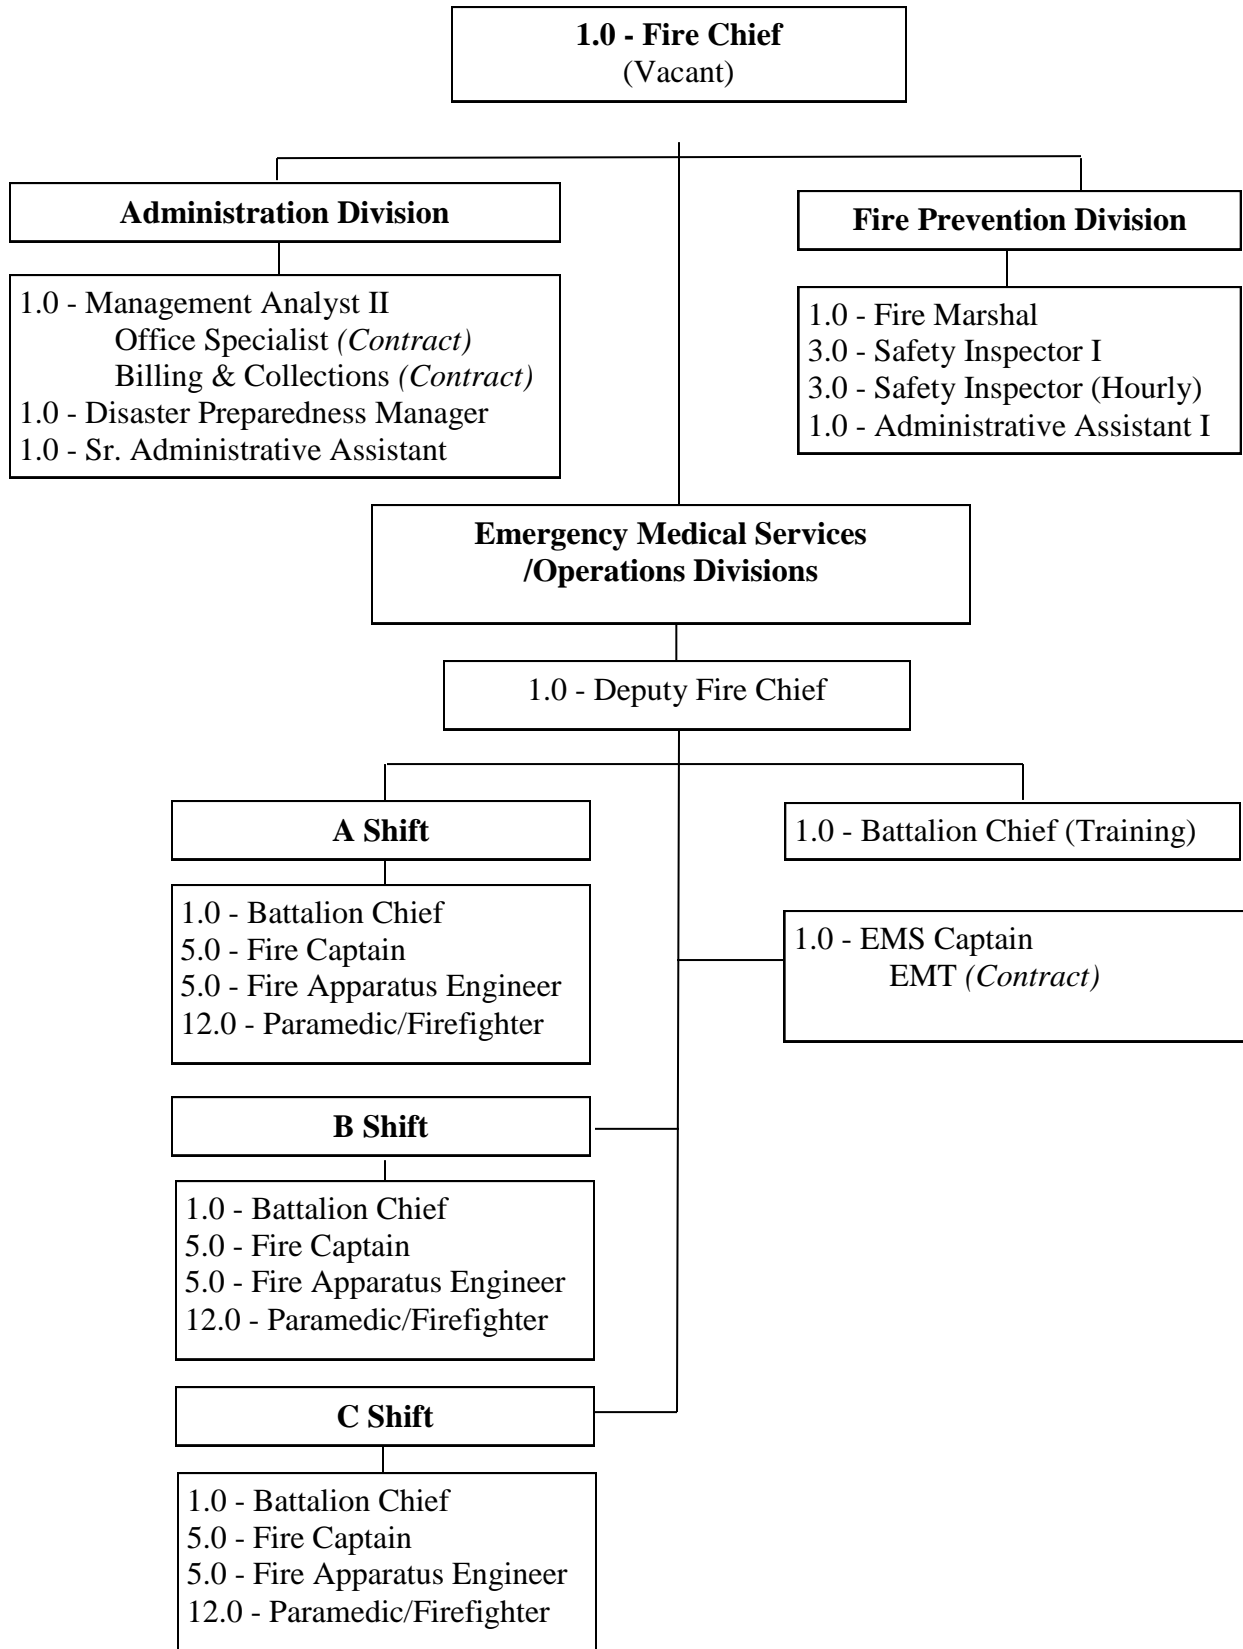 1.0 - Fire Chief
(Vacant)
Administration Division
1.0 - Management Analyst II
Office Specialist (Contract)
Billing & Collections (Contract)
1.0 - Disaster Preparedness Manager
1.0 - Sr. Administrative Assistant
Fire Prevention Division
1.0 - Fire Marshal
3.0 - Safety Inspector I
3.0 - Safety Inspector (Hourly)
1.0 - Administrative Assistant I
Emergency Medical Services
/Operations Divisions
1.0 - Deputy Fire Chief
A Shift
1.0 - Battalion Chief
5.0 - Fire Captain
5.0 - Fire Apparatus Engineer
12.0 - Paramedic/Firefighter
1.0 - Battalion Chief (Training)
1.0 - EMS Captain
EMT (Contract)
B Shift
1.0 - Battalion Chief
5.0 - Fire Captain
5.0 - Fire Apparatus Engineer
12.0 - Paramedic/Firefighter
C Shift
1.0 - Battalion Chief
5.0 - Fire Captain
5.0 - Fire Apparatus Engineer
12.0 - Paramedic/Firefighter